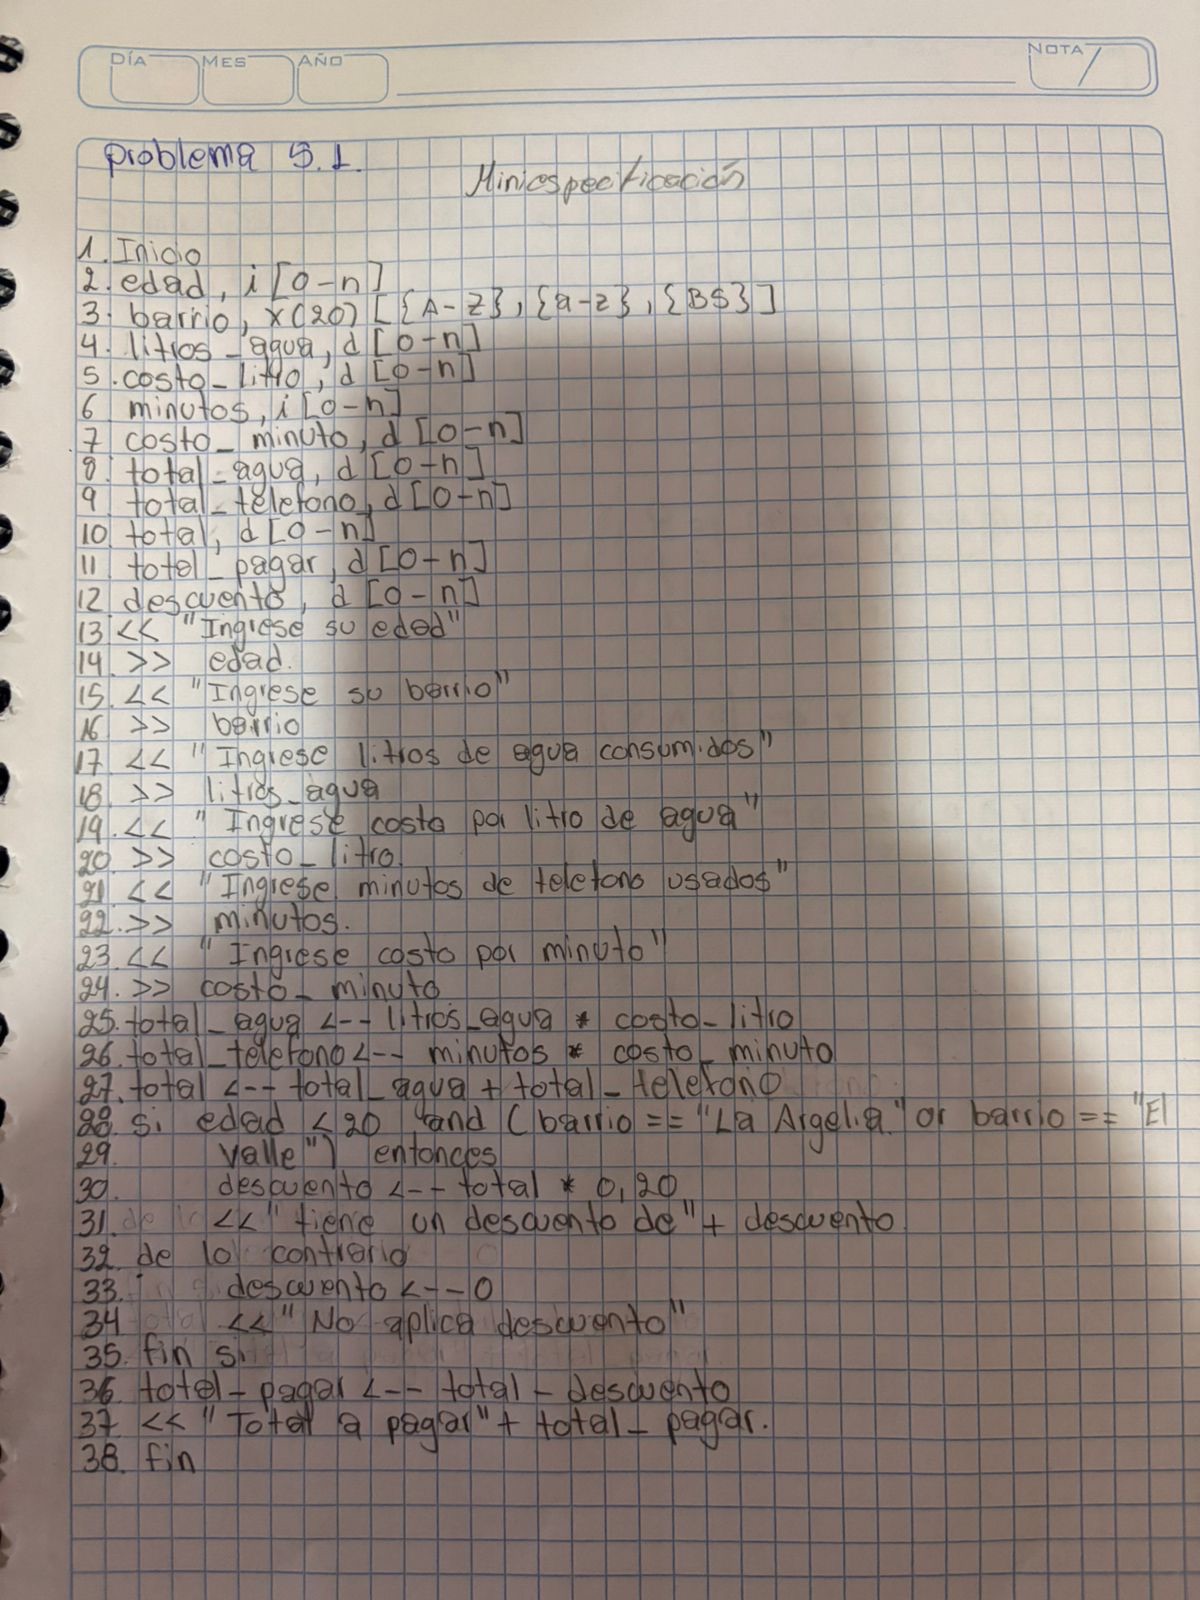 DÍA MES AÑO NOTA
problema 5.1.
Miniespecificación
1. Inicio
2. edad, i [0-n]
3. barrio, x(20) [{A-Z}, {a-z}, {BS}]
4. litros_agua, d [0-n]
5. costo_litro, d [0-n]
6 minutos, i [0-n]
7 costo_minuto, d [0-n]
8. total_agua, d [0-n]
9 total_telefono, d [0-n]
10 total, d [0-n]
11 total_pagar, d [0-n]
12 descuento, d [0-n]
13 << "Ingrese su edad"
14. >> edad.
15. << "Ingrese su barrio"
16 >> barrio
17. << "Ingrese litros de agua consumidos"
18. >> litros_agua
19. << "Ingrese costo por litro de agua"
20. >> costo_litro
21 << "Ingrese minutos de telefono usados"
22. >> minutos.
23. << "Ingrese costo por minuto"
24. >> costo_minuto
25. total_agua <-- litros_agua * costo_litro
26. total_telefono <-- minutos * costo_minuto
27. total <-- total_agua + total_telefono
28. si edad < 20 and (barrio == "La Argelia" or barrio == "El
29. valle") entonces
30. descuento <-- total * 0,20
31. << "tiene un descuento de" + descuento
32. de lo contrario
33. descuento <-- 0
34 << "No aplica descuento"
35. fin si
36 total_pagar <-- total - descuento
37 << "Total a pagar" + total_pagar.
38. fin